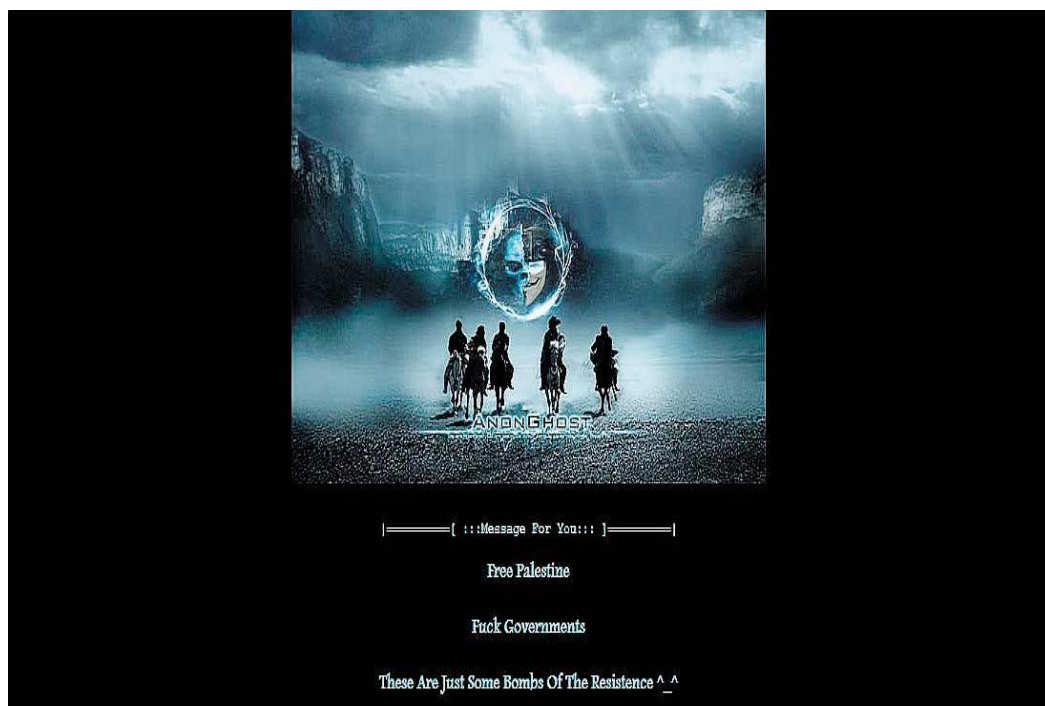 ANONGHOST
|═══════[ :::Message For You::: ]═══════|
Free Palestine
Fuck Governments
These Are Just Some Bombs Of The Resistence ^_^